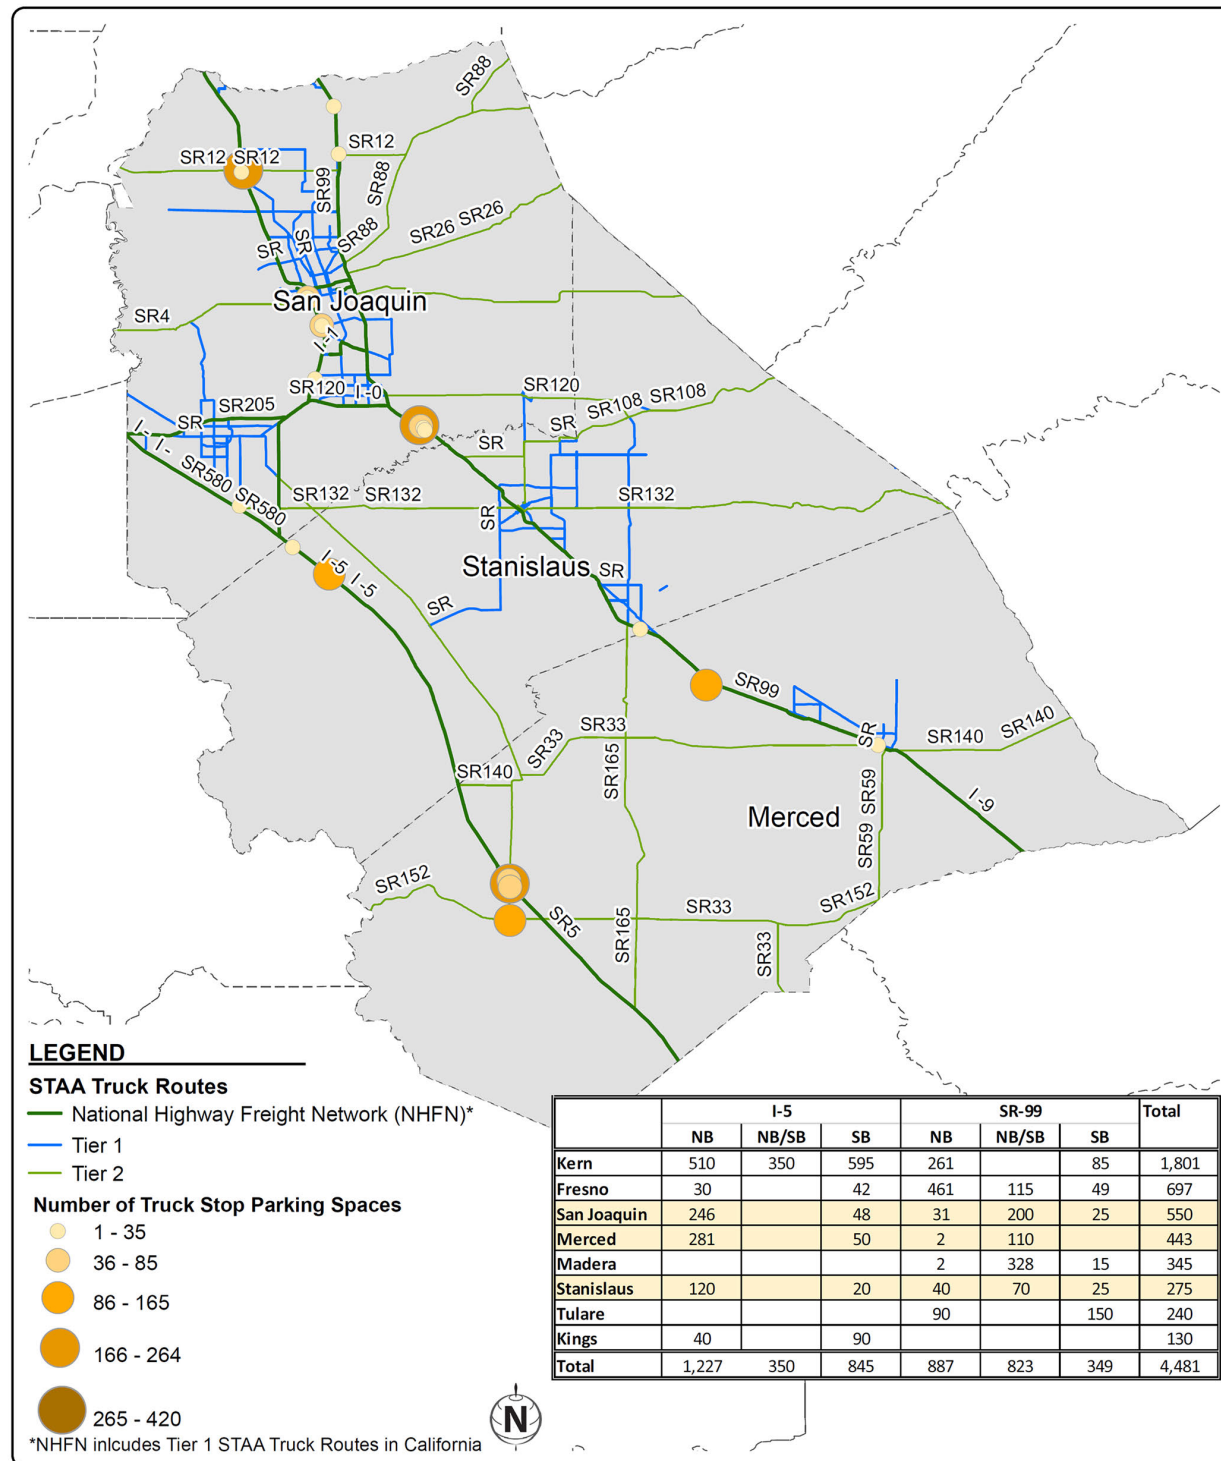 SR88
SR12
SR12 SR12
SR99
SR88
SR26 SR26
SR88
SR
SR
San Joaquin
SR4
I-1
SR120 I-0
SR120
SR205
SR
SR108 SR108
SR
SR
I- I-
SR580 SR580
SR132 SR132
SR132
SR
I-5 I-5
Stanislaus
SR
SR
SR99
SR33
SR33
SR
SR140
SR140
SR140
SR165
SR59 SR59
I-9
Merced
SR152
SR5
SR165
SR33
SR152
SR33
LEGEND
STAA Truck Routes
National Highway Freight Network (NHFN)*
Tier 1
Tier 2
Number of Truck Stop Parking Spaces
1 - 35
36 - 85
86 - 165
166 - 264
265 - 420
*NHFN inlcudes Tier 1 STAA Truck Routes in California
N
I-5 SR-99 Total
NB NB/SB SB NB NB/SB SB
Kern 510 350 595 261 85 1,801
Fresno 30 42 461 115 49 697
San Joaquin 246 48 31 200 25 550
Merced 281 50 2 110 443
Madera 2 328 15 345
Stanislaus 120 20 40 70 25 275
Tulare 90 150 240
Kings 40 90 130
Total 1,227 350 845 887 823 349 4,481